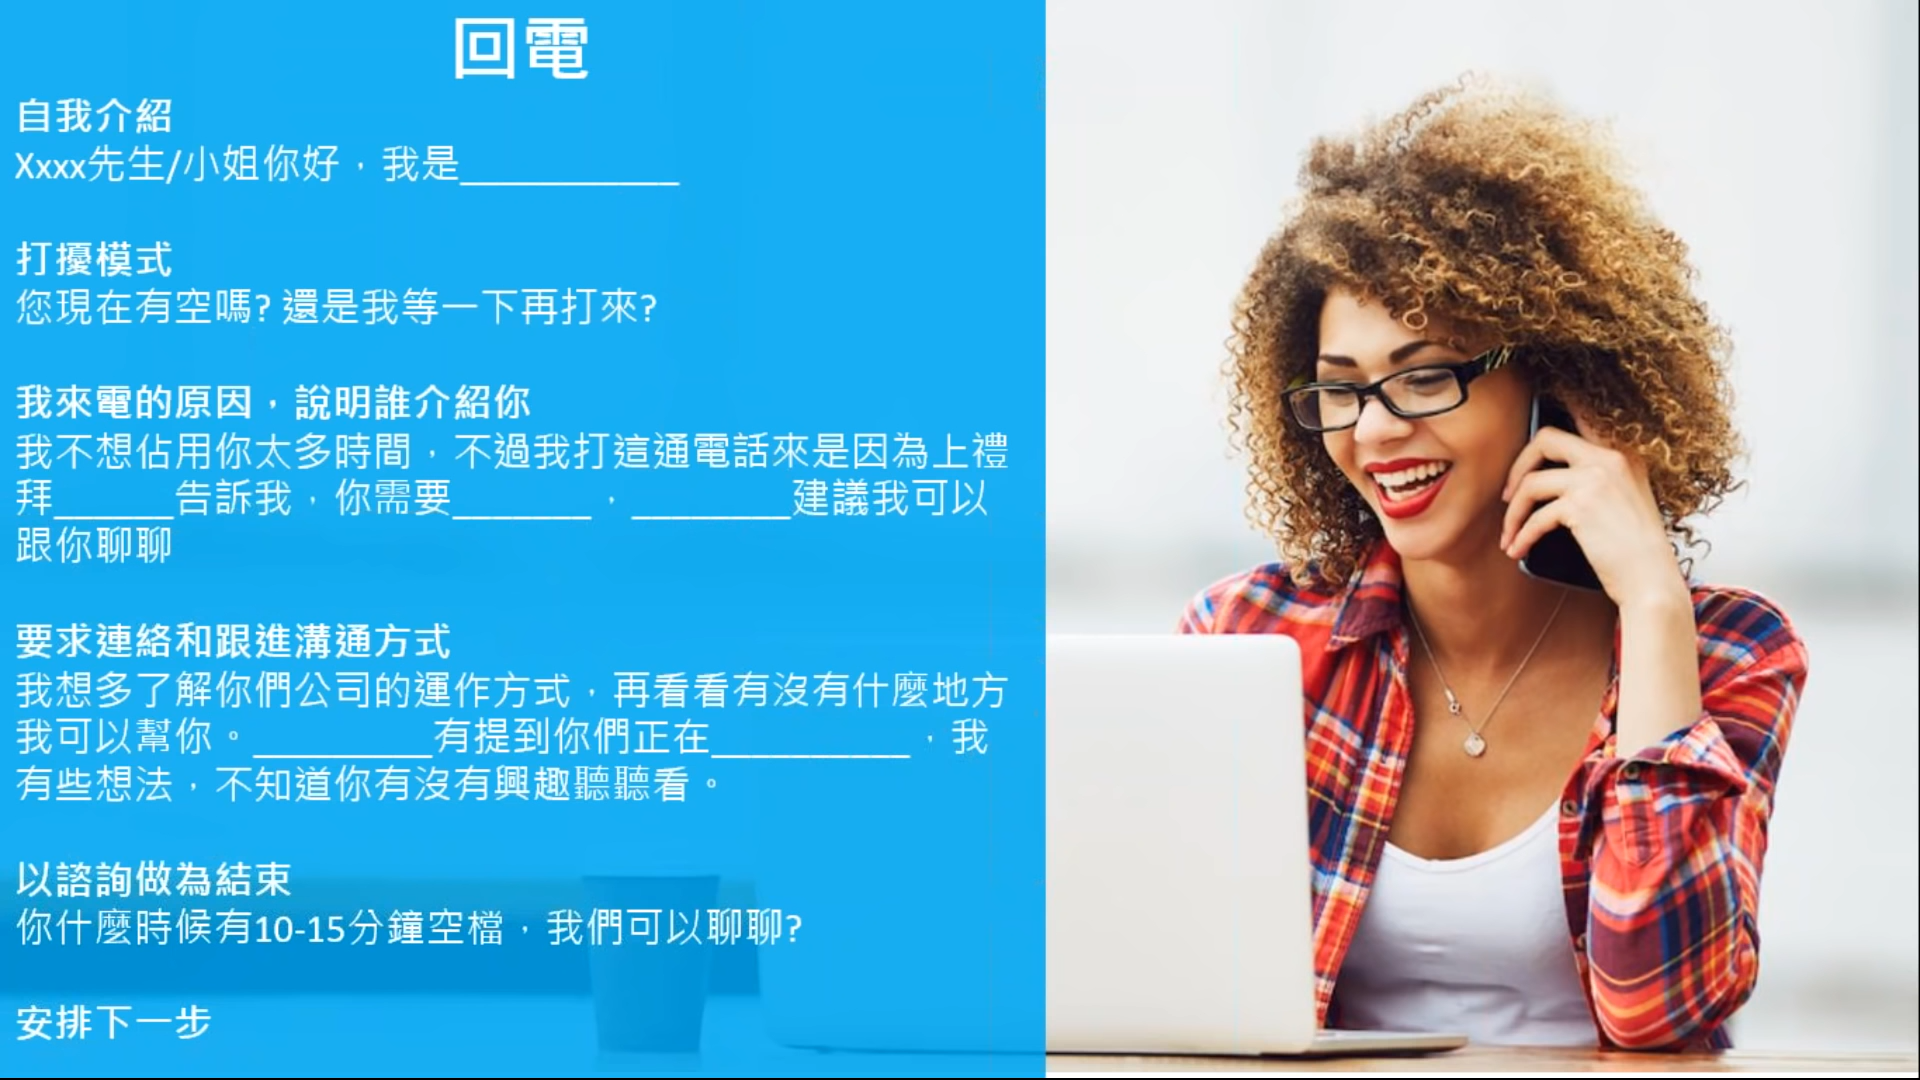 回電
自我介紹
Xxxx先生/小姐你好，我是___________
打擾模式
您現在有空嗎? 還是我等一下再打來?
我來電的原因，說明誰介紹你
我不想佔用你太多時間，不過我打這通電話來是因為上禮
拜______告訴我，你需要_______，________建議我可以
跟你聊聊
要求連絡和跟進溝通方式
我想多了解你們公司的運作方式，再看看有沒有什麼地方
我可以幫你。_________有提到你們正在__________，我
有些想法，不知道你有沒有興趣聽聽看。
以諮詢做為結束
你什麼時候有10-15分鐘空檔，我們可以聊聊?
安排下一步